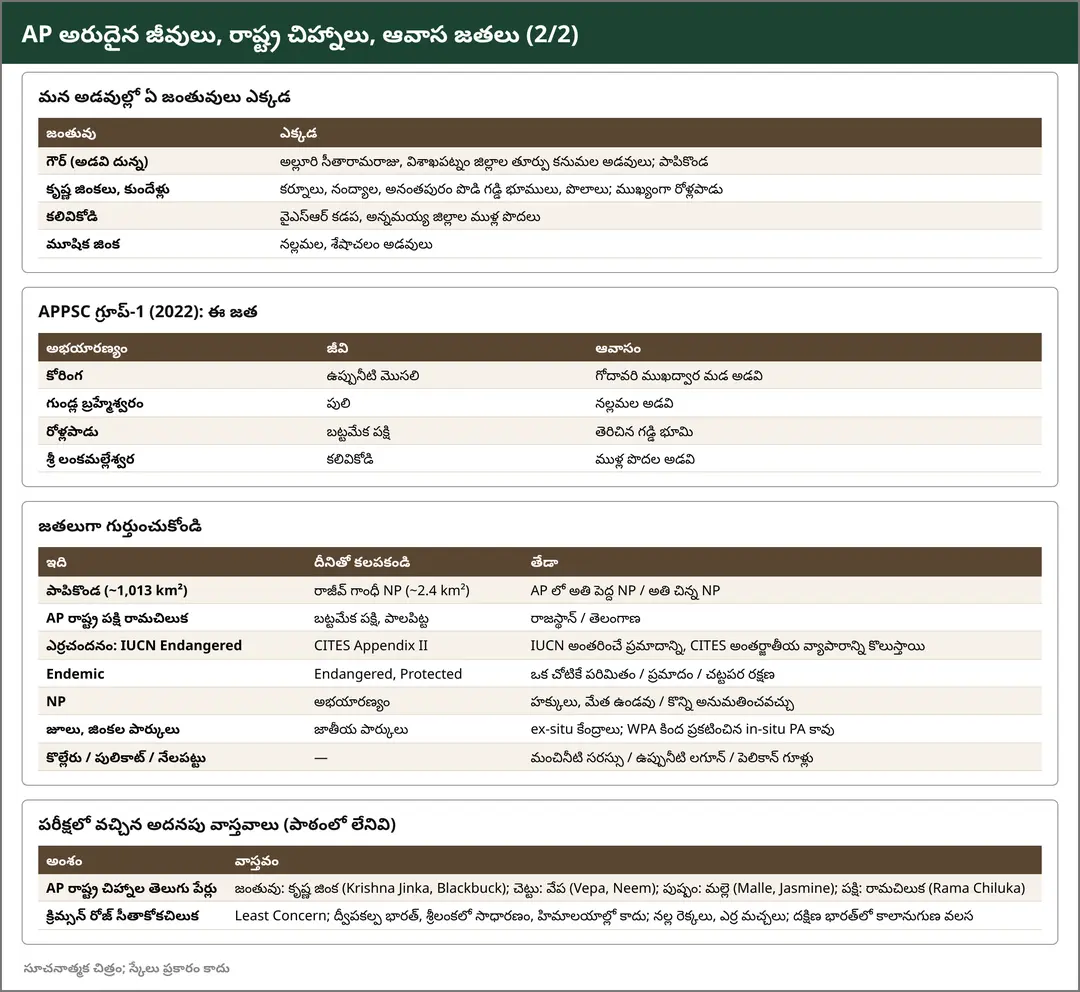 AP అరుదైన జీవులు, రాష్ట్ర చిహ్నాలు, ఆవాస జతలు (2/2)
మన అడవుల్లో ఏ జంతువులు ఎక్కడ
జంతువు ఎక్కడ
గౌర్ (అడవి దున్న) అల్లూరి సీతారామరాజు, విశాఖపట్నం జిల్లాల తూర్పు కనుమల అడవులు; పాపికొండ
కృష్ణ జింకలు, కుందేళ్లు కర్నూలు, నంద్యాల, అనంతపురం పొడి గడ్డి భూములు, పొలాలు; ముఖ్యంగా రోళ్లపాడు
కలివికోడి వైఎస్ఆర్ కడప, అన్నమయ్య జిల్లాల ముళ్ల పొదలు
మూషిక జింక నల్లమల, శేషాచలం అడవులు
APPSC గ్రూప్-1 (2022): ఈ జత
అభయారణ్యం జీవి ఆవాసం
కోరింగ ఉప్పునీటి మొసలి గోదావరి ముఖద్వార మడ అడవి
గుండ్ల బ్రహ్మేశ్వరం పులి నల్లమల అడవి
రోళ్లపాడు బట్టమేక పక్షి తెరిచిన గడ్డి భూమి
శ్రీ లంకమల్లేశ్వర కలివికోడి ముళ్ల పొదల అడవి
జతలుగా గుర్తుంచుకోండి
ఇది దీనితో కలపకండి తేడా
పాపికొండ (~1,013 km²) రాజీవ్ గాంధీ NP (~2.4 km²) AP లో అతి పెద్ద NP / అతి చిన్న NP
AP రాష్ట్ర పక్షి రామచిలుక బట్టమేక పక్షి, పాలపిట్ట రాజస్థాన్ / తెలంగాణ
ఎర్రచందనం: IUCN Endangered CITES Appendix II IUCN అంతరించే ప్రమాదాన్ని, CITES అంతర్జాతీయ వ్యాపారాన్ని కొలుస్తాయి
Endemic Endangered, Protected ఒక చోటికే పరిమితం / ప్రమాదం / చట్టపర రక్షణ
NP అభయారణ్యం హక్కులు, మేత ఉండవు / కొన్ని అనుమతించవచ్చు
జూలు, జింకల పార్కులు జాతీయ పార్కులు ex-situ కేంద్రాలు; WPA కింద ప్రకటించిన in-situ PA కావు
కొల్లేరు / పులికాట్ / నేలపట్టు — మంచినీటి సరస్సు / ఉప్పునీటి లగూన్ / పెలికాన్ గూళ్లు
పరీక్షలో వచ్చిన అదనపు వాస్తవాలు (పాఠంలో లేనివి)
అంశం వాస్తవం
AP రాష్ట్ర చిహ్నాల తెలుగు పేర్లు జంతువు: కృష్ణ జింక (Krishna Jinka, Blackbuck); చెట్టు: వేప (Vepa, Neem); పుష్పం: మల్లె (Malle, Jasmine); పక్షి: రామచిలుక (Rama Chiluka)
క్రిమ్సన్ రోజ్ సీతాకోకచిలుక Least Concern; ద్వీపకల్ప భారత్, శ్రీలంకలో సాధారణం, హిమాలయాల్లో కాదు; నల్ల రెక్కలు, ఎర్ర మచ్చలు; దక్షిణ భారత్‌లో కాలానుగుణ వలస
సూచనాత్మక చిత్రం; స్కేలు ప్రకారం కాదు